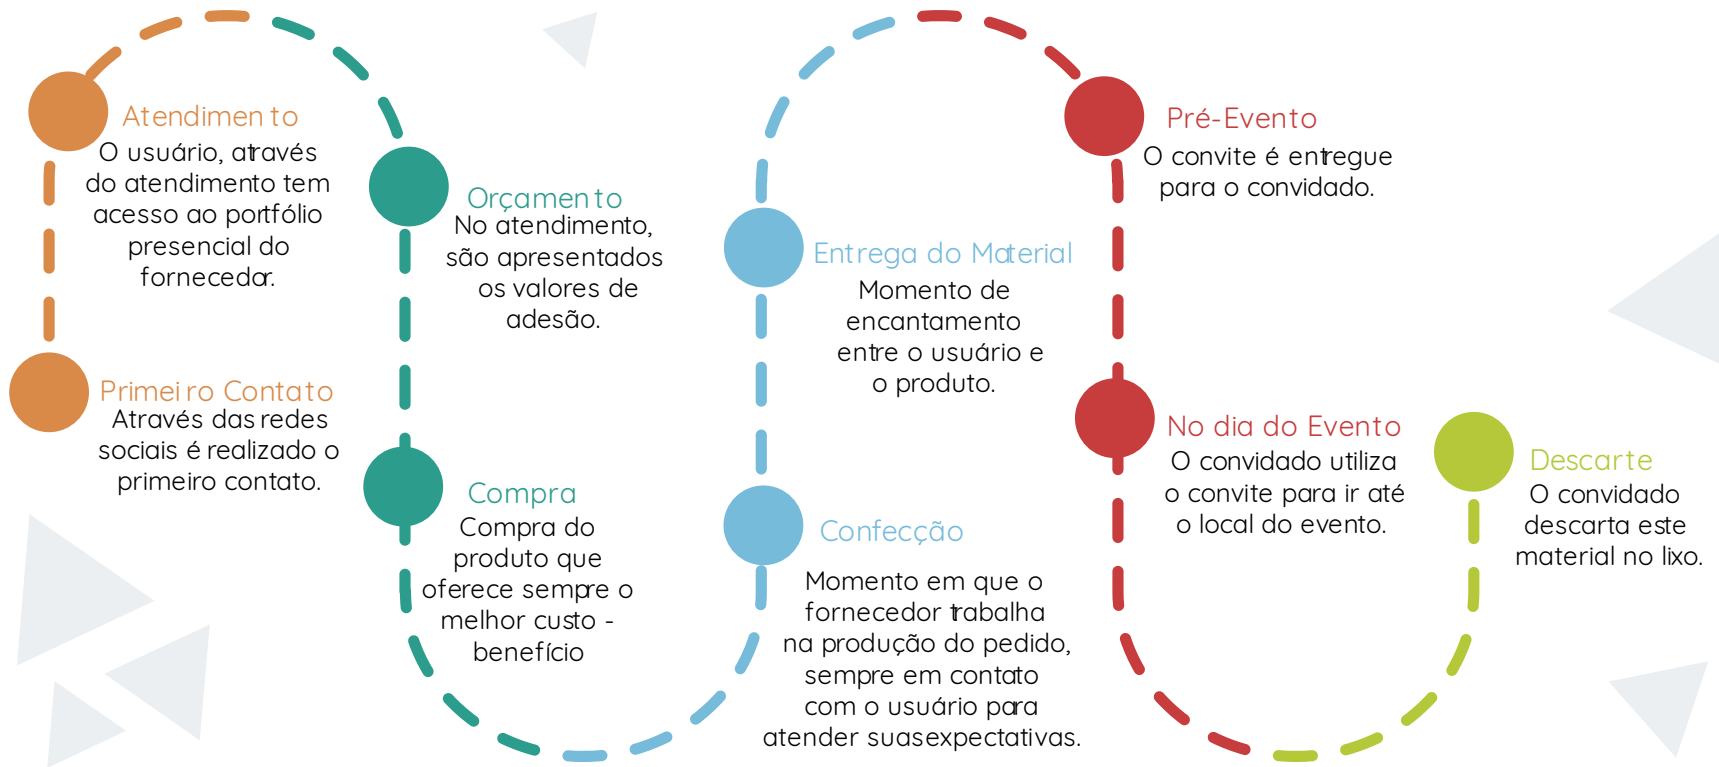 Atendimento
O usuário, através
do atendimento tem
acesso ao portfólio
presencial do
fornecedor.
Primeiro Contato
Através das redes
sociais é realizado o
primeiro contato.
Orçamento
No atendimento,
são apresentados
os valores de
adesão.
Compra
Compra do
produto que
oferece sempre o
melhor custo -
benefício
Entrega do Material
Momento de
encantamento
entre o usuário e
o produto.
Confecção
Momento em que o
fornecedor trabalha
na produção do pedido,
sempre em contato
com o usuário para
atender suas expectativas.
Pré-Evento
O convite é entregue
para o convidado.
No dia do Evento
O convidado utiliza
o convite para ir até
o local do evento.
Descarte
O convidado
descarta este
material no lixo.